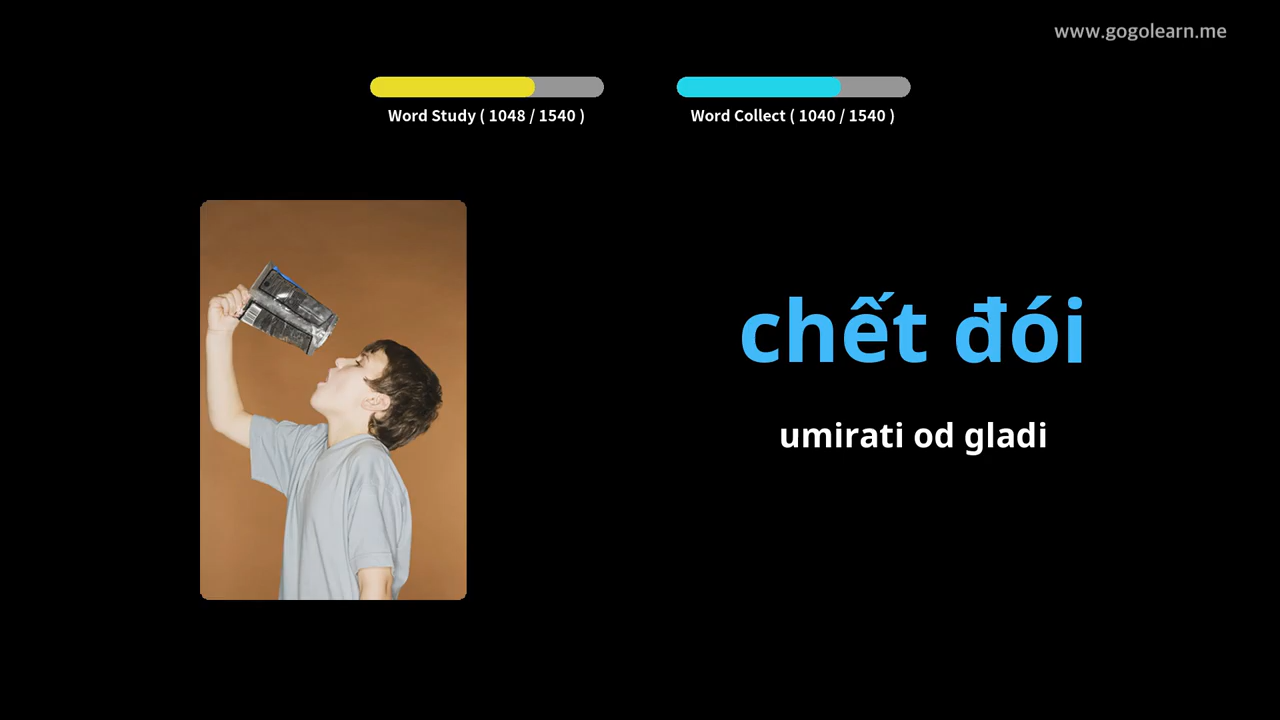 www.gogolearn.me
Word Study ( 1048 / 1540 )
Word Collect ( 1040 / 1540 )
chết đói
umirati od gladi